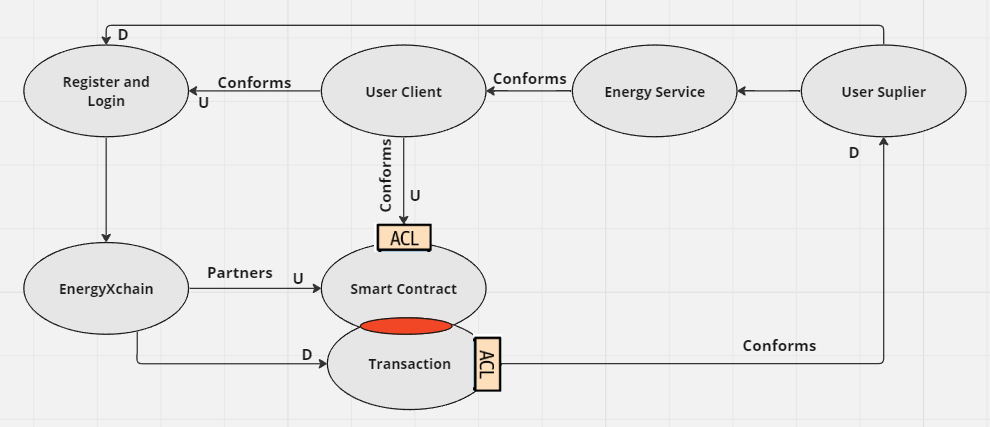 D
Register and
Login
Conforms
U
User Client
Conforms
Energy Service
User Suplier
D
Conforms
U
ACL
EnergyXchain
Partners
U
Smart Contract
D
Transaction
ACL
Conforms